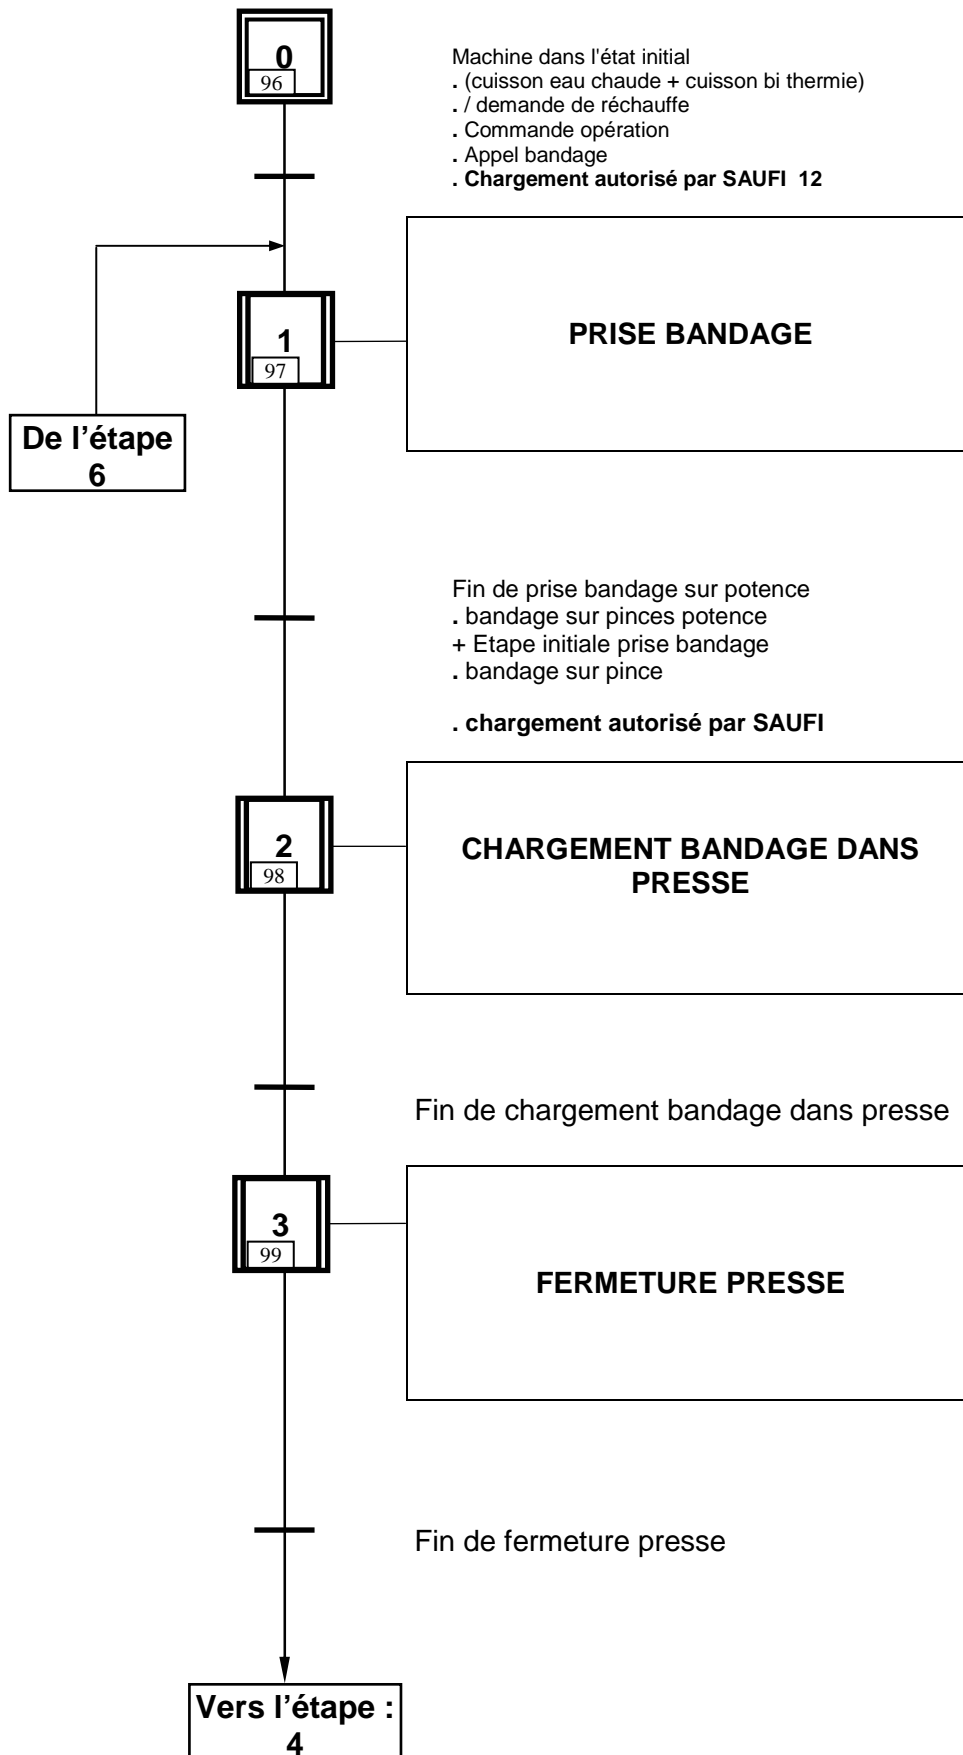 0
96
Machine dans l'état initial
. (cuisson eau chaude + cuisson bi thermie)
. / demande de réchauffe
. Commande opération
. Appel bandage
. Chargement autorisé par SAUFI 12
1
97
PRISE BANDAGE
De l’étape
6
Fin de prise bandage sur potence
. bandage sur pinces potence
+ Etape initiale prise bandage
. bandage sur pince
. chargement autorisé par SAUFI
2
98
CHARGEMENT BANDAGE DANS
PRESSE
Fin de chargement bandage dans presse
3
99
FERMETURE PRESSE
Fin de fermeture presse
Vers l’étape :
4